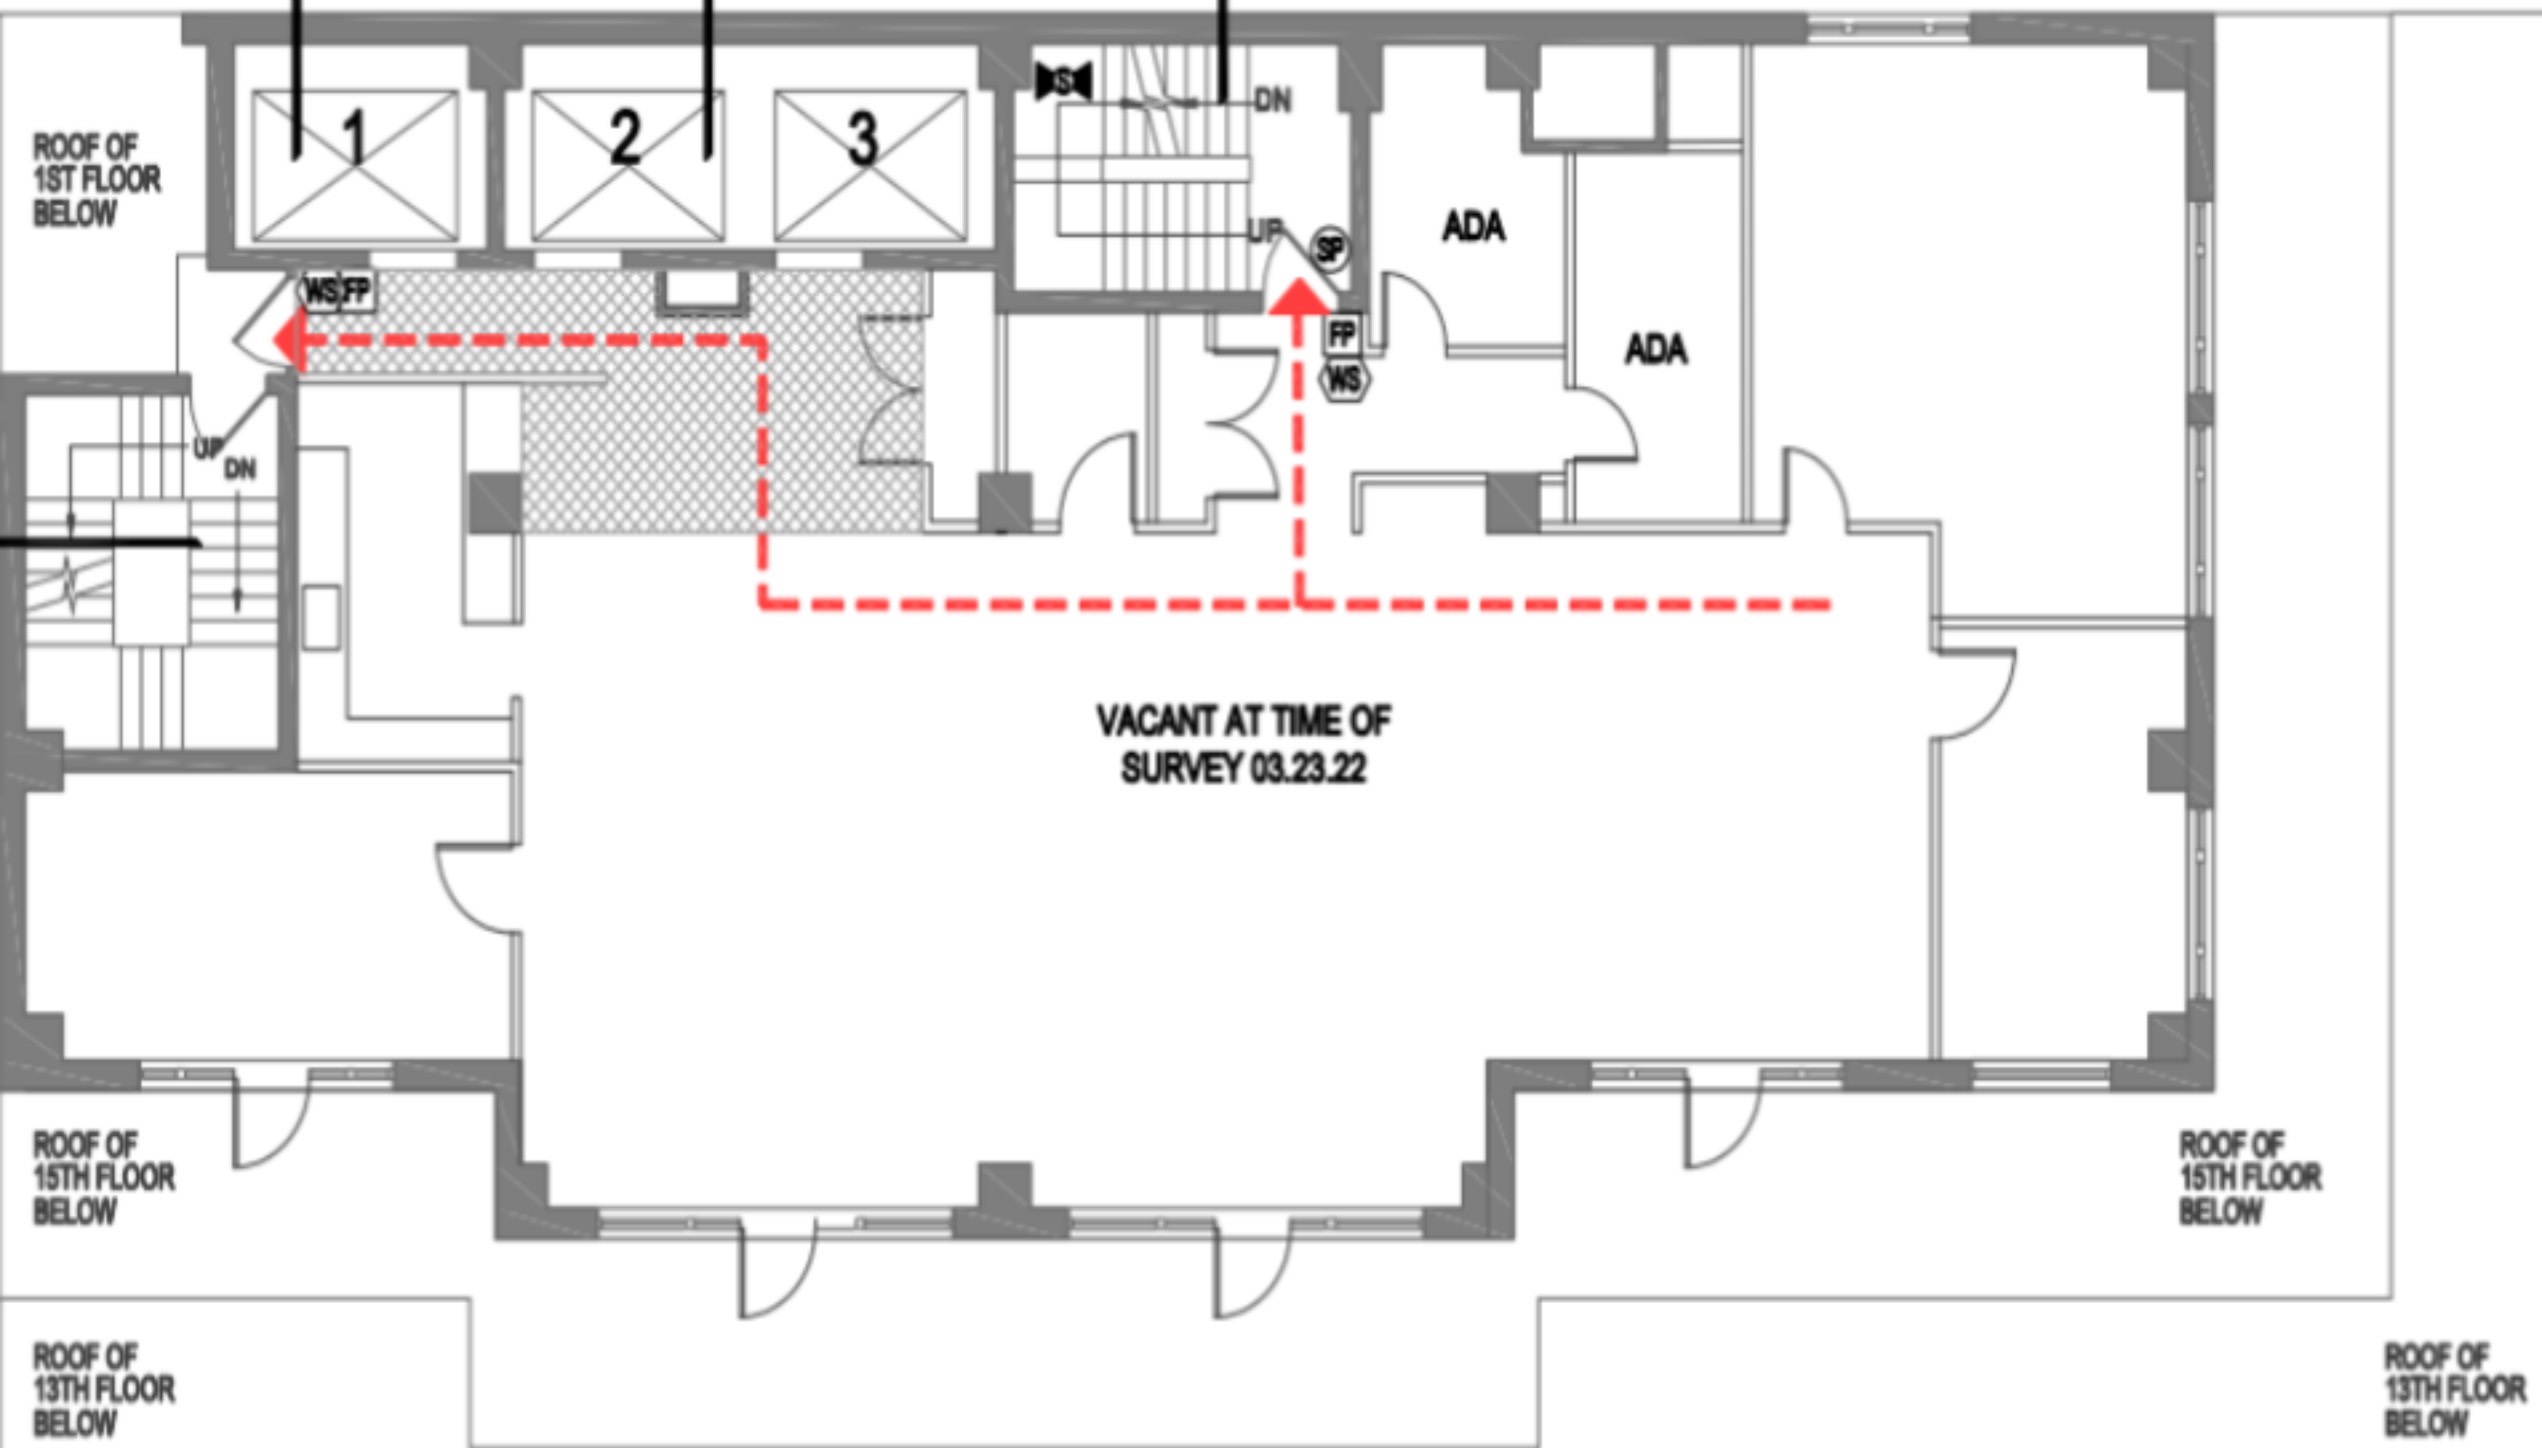 1
2
3
S
DN
ROOF OF
1ST FLOOR
BELOW
UP
SP
ADA
WS FP
FP
WS
ADA
UP
DN
VACANT AT TIME OF
SURVEY 03.23.22
ROOF OF
15TH FLOOR
BELOW
ROOF OF
15TH FLOOR
BELOW
ROOF OF
13TH FLOOR
BELOW
ROOF OF
13TH FLOOR
BELOW